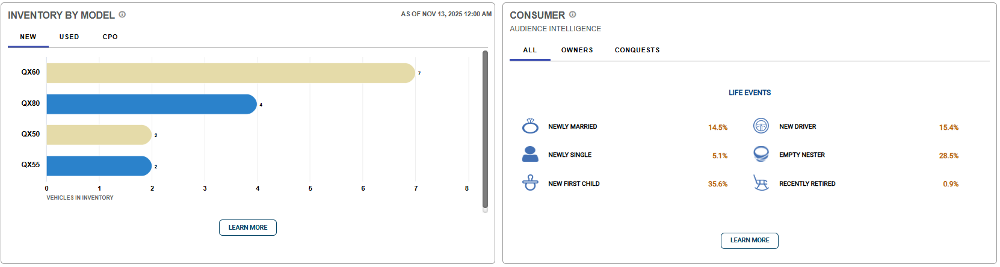 INVENTORY BY MODEL
AS OF NOV 13, 2025 12:00 AM
NEW USED CPO
QX60 7
QX80 4
QX50 2
QX55 2
0 1 2 3 4 5 6 7 8
VEHICLES IN INVENTORY
LEARN MORE
CONSUMER
AUDIENCE INTELLIGENCE
ALL OWNERS CONQUESTS
LIFE EVENTS
NEWLY MARRIED 14.5% NEW DRIVER 15.4%
NEWLY SINGLE 5.1% EMPTY NESTER 28.5%
NEW FIRST CHILD 35.6% RECENTLY RETIRED 0.9%
LEARN MORE